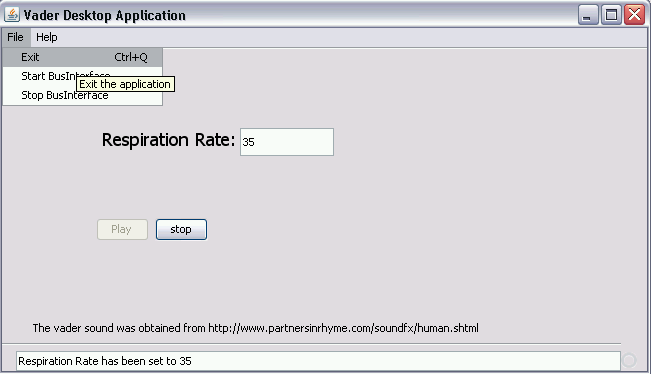 Vader Desktop Application
File Help
Exit Ctrl+Q
Start BusInterface
Exit the application
Stop BusInterface
Respiration Rate: 35
Play stop
The vader sound was obtained from http://www.partnersinrhyme.com/soundfx/human.shtml
Respiration Rate has been set to 35